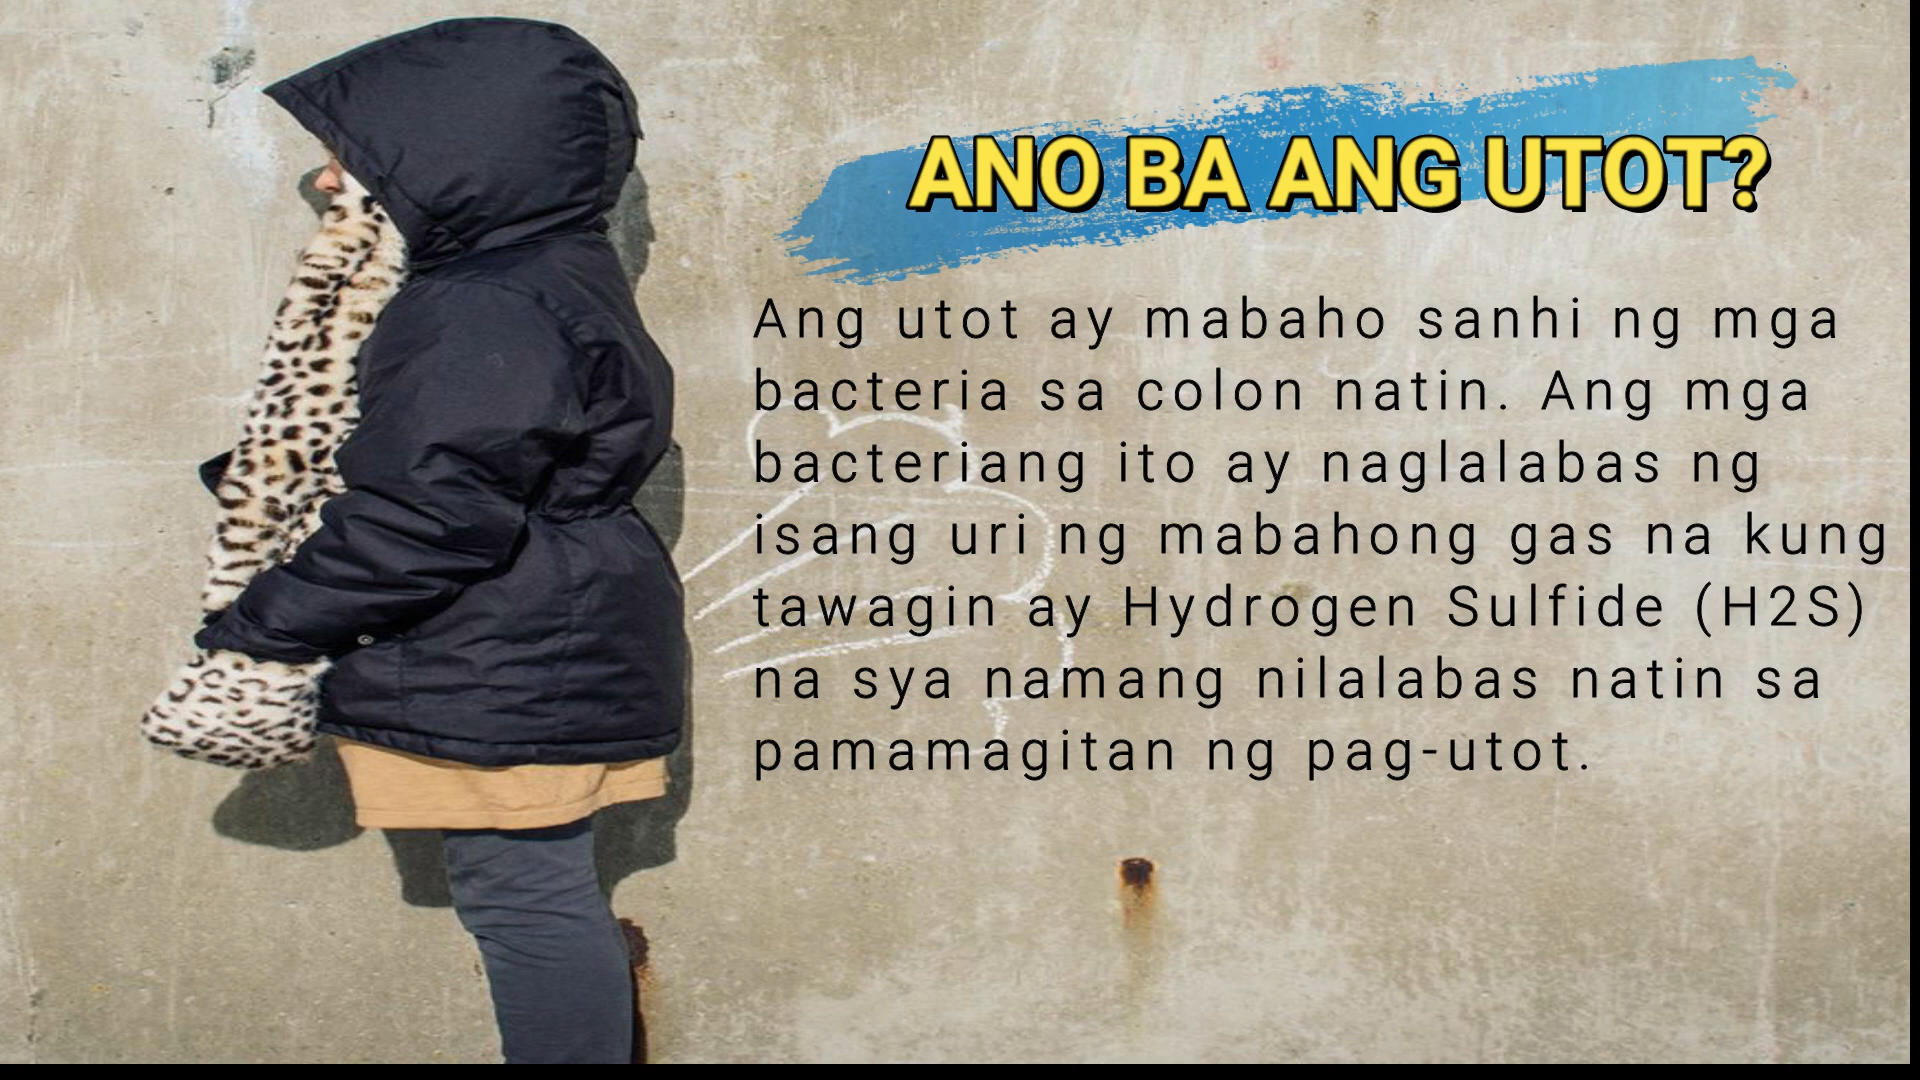 ANO BA ANG UTOT?
Ang utot ay mabaho sanhi ng mga
bacteria sa colon natin. Ang mga
bacteriang ito ay naglalabas ng
isang uri ng mabahong gas na kung
tawagin ay Hydrogen Sulfide (H2S)
na sya namang nilalabas natin sa
pamamagitan ng pag-utot.